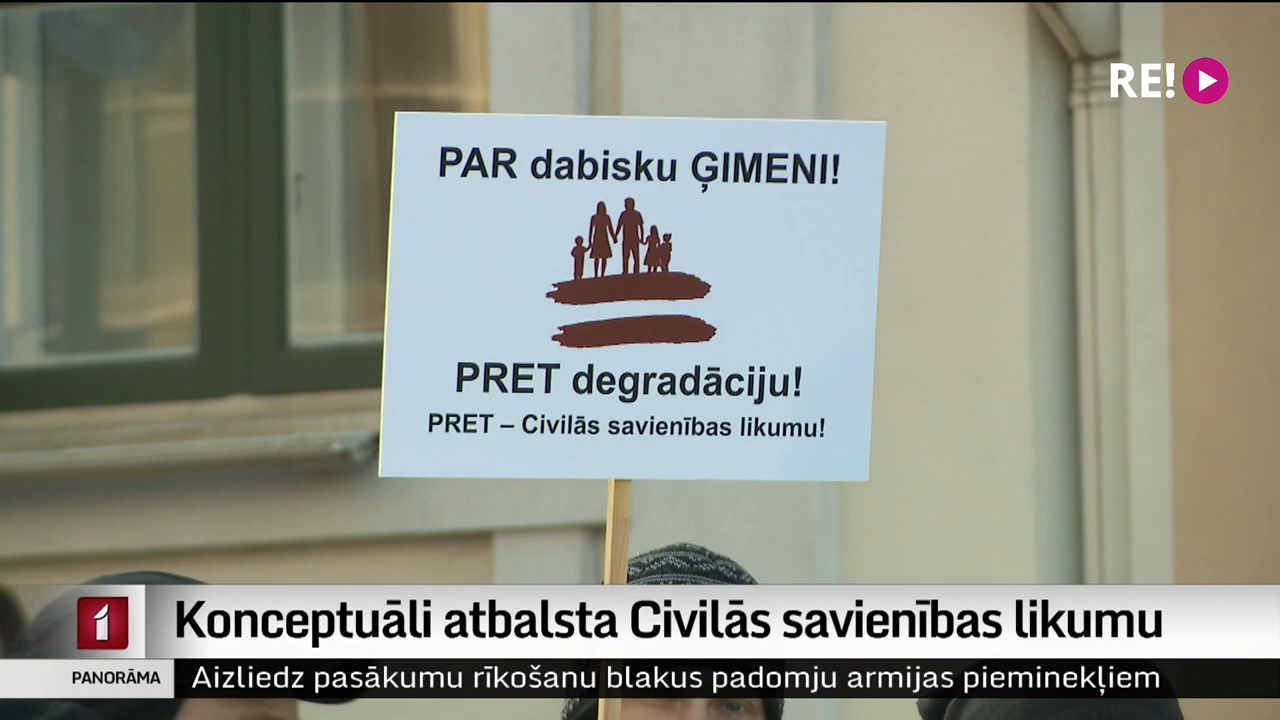 RE!
PAR dabisku ĢIMENI!
PRET degradāciju!
PRET – Civilās savienības likumu!
1 Konceptuāli atbalsta Civilās savienības likumu
PANORĀMA Aizliedz pasākumu rīkošanu blakus padomju armijas pieminekļiem